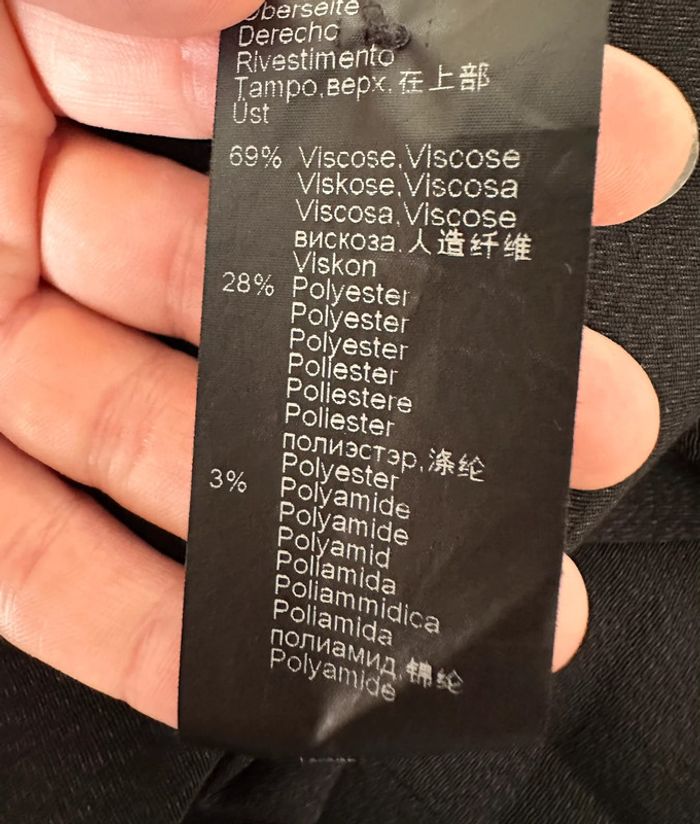 Oberseite
Derecho
Rivestimento
Tampo,верх,在上部
Üst
69% Viscose,Viscose
Viskose,Viscosa
Viscosa,Viscose
вискоза,人造纤维
Viskon
28% Polyester
Polyester
Polyester
Poliester
Poliestere
Poliester
полиэстэр,涤纶
Polyester
3% Polyamide
Polyamide
Polyamid
Poliamida
Poliammidica
Poliamida
полиамид,锦纶
Polyamide